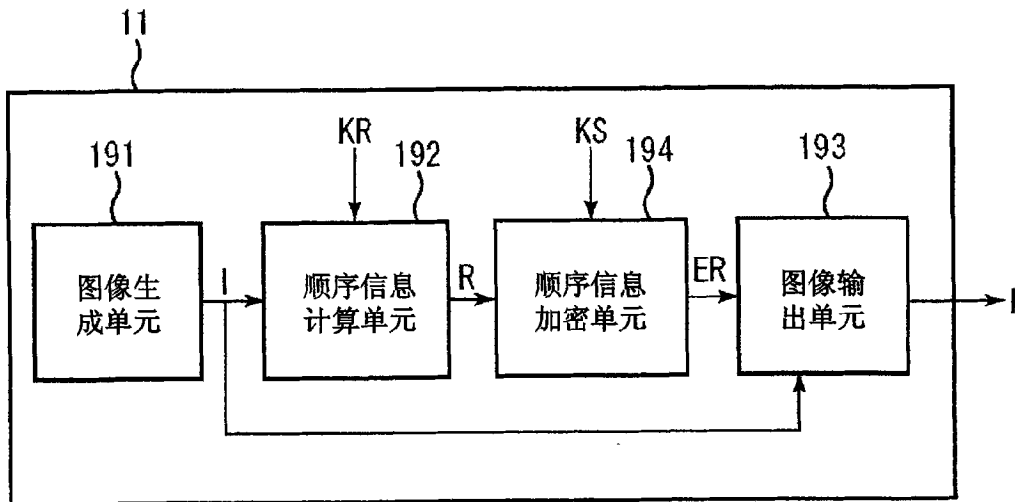 11
KR
KS
191
192
194
193
图像生
成单元
I
顺序信息
计算单元
R
顺序信息
加密单元
ER
图像输
出单元